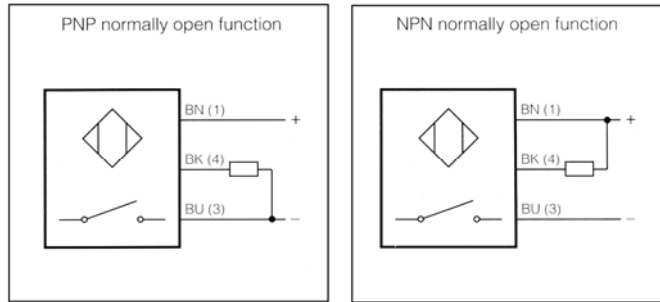 PNP normally open function
BN (1)
+
BK (4)
BU (3)
–
NPN normally open function
BN (1)
+
BK (4)
BU (3)
–